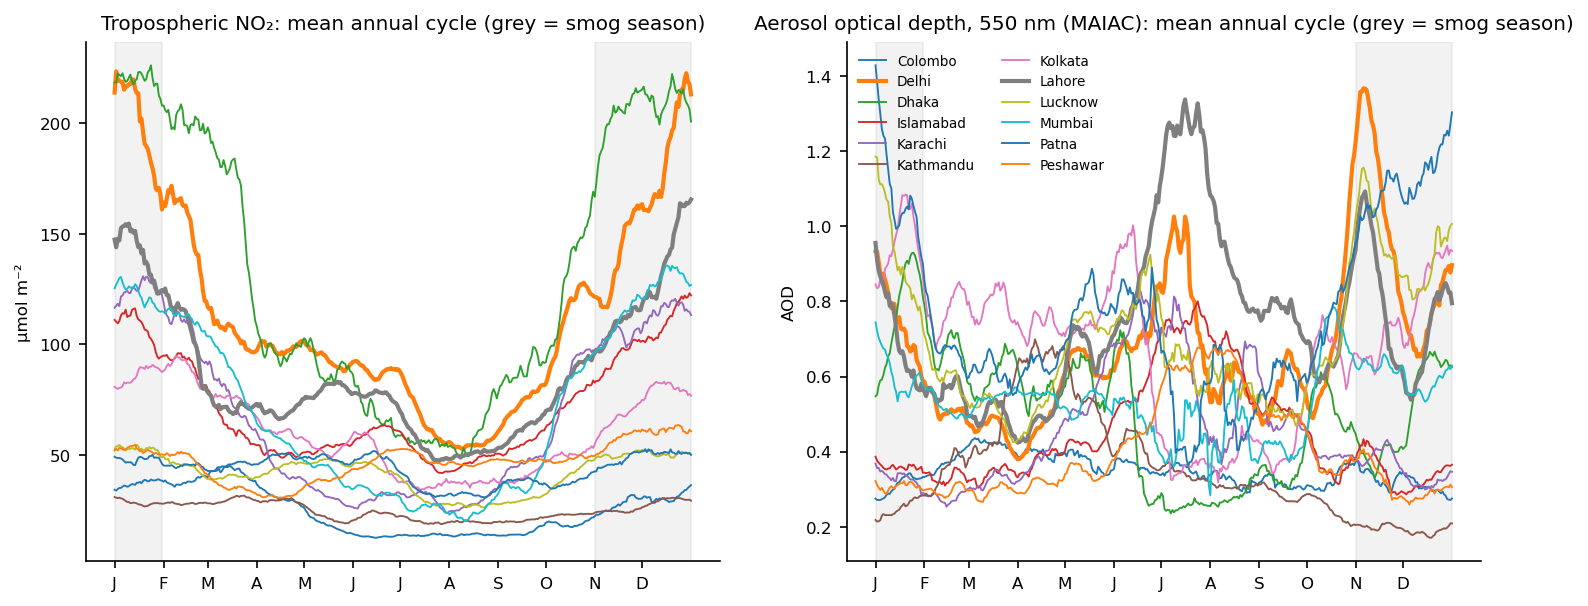 Tropospheric NO₂: mean annual cycle (grey = smog season)
µmol m⁻²
200
150
100
50
J F M A M J J A S O N D
Aerosol optical depth, 550 nm (MAIAC): mean annual cycle (grey = smog season)
AOD
1.4
1.2
1.0
0.8
0.6
0.4
0.2
Colombo
Delhi
Dhaka
Islamabad
Karachi
Kathmandu
Kolkata
Lahore
Lucknow
Mumbai
Patna
Peshawar
J F M A M J J A S O N D